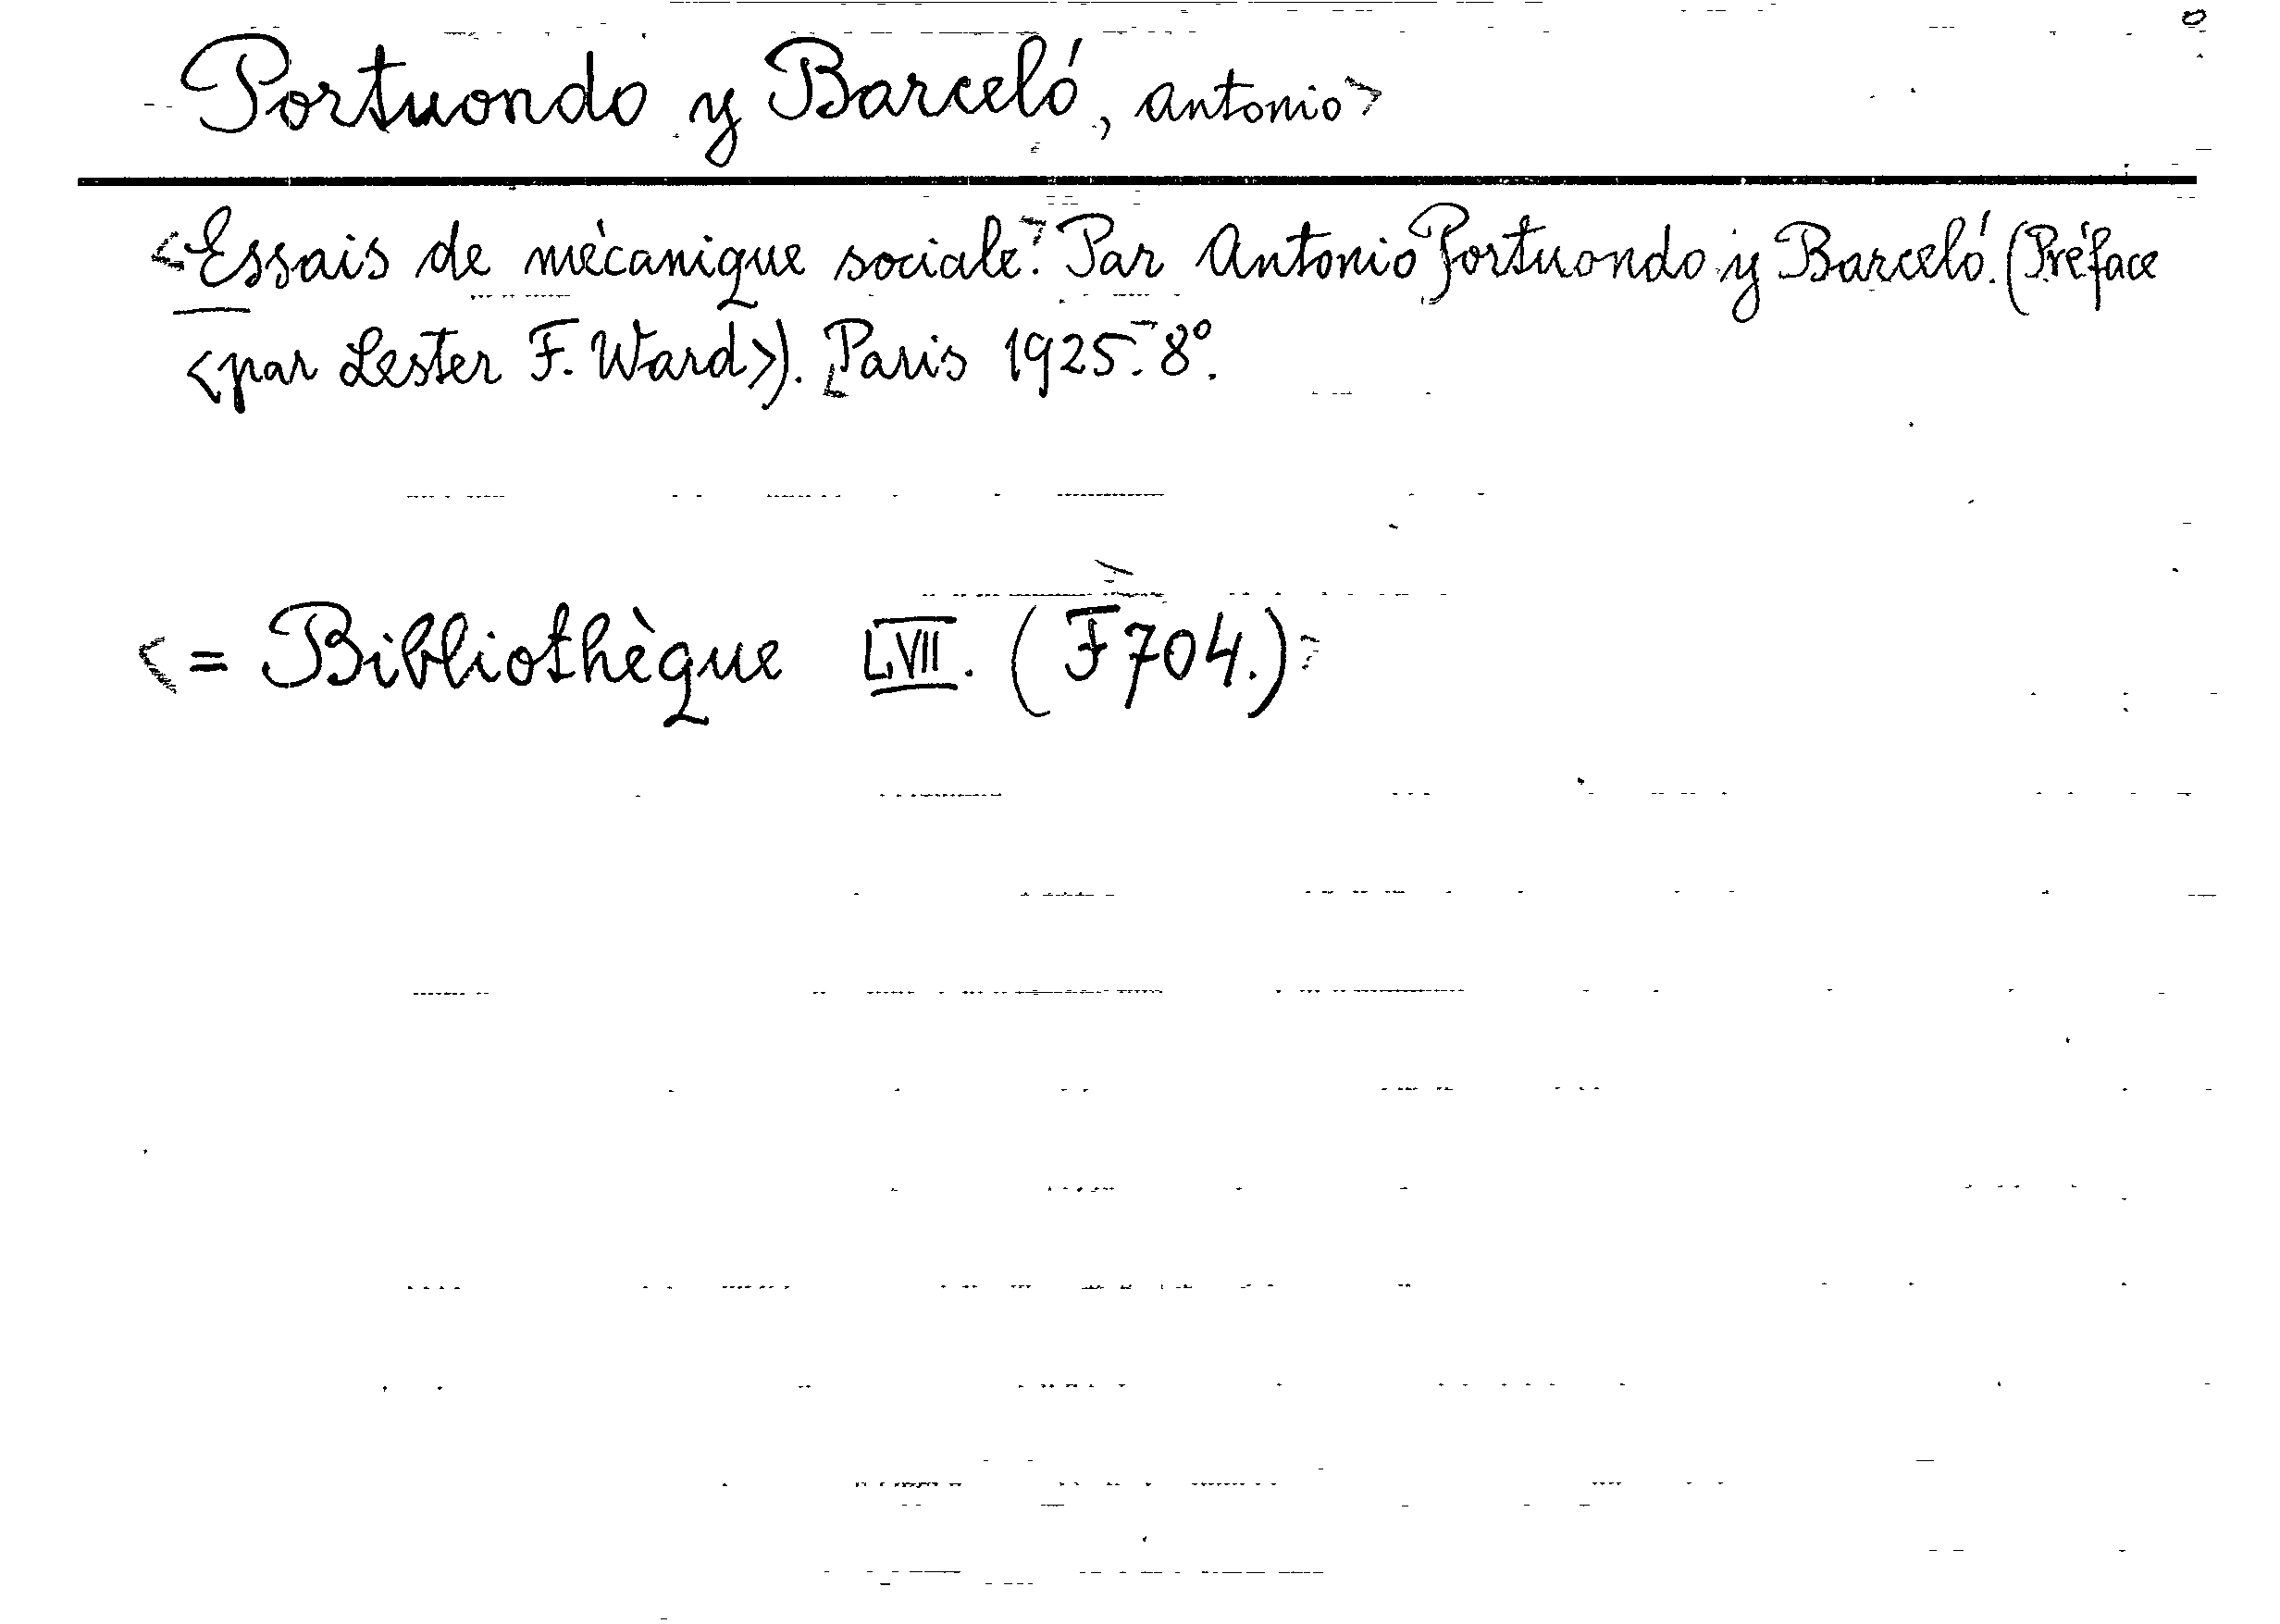 Portuondo y Barceló, Antonio>
<Essais de mécanique sociale.> Par Antonio Portuondo y Barceló. (Préface
<par Lester F. Ward>). Paris 1925. 8°.
<= Bibliothèque LVII. (F704.)>